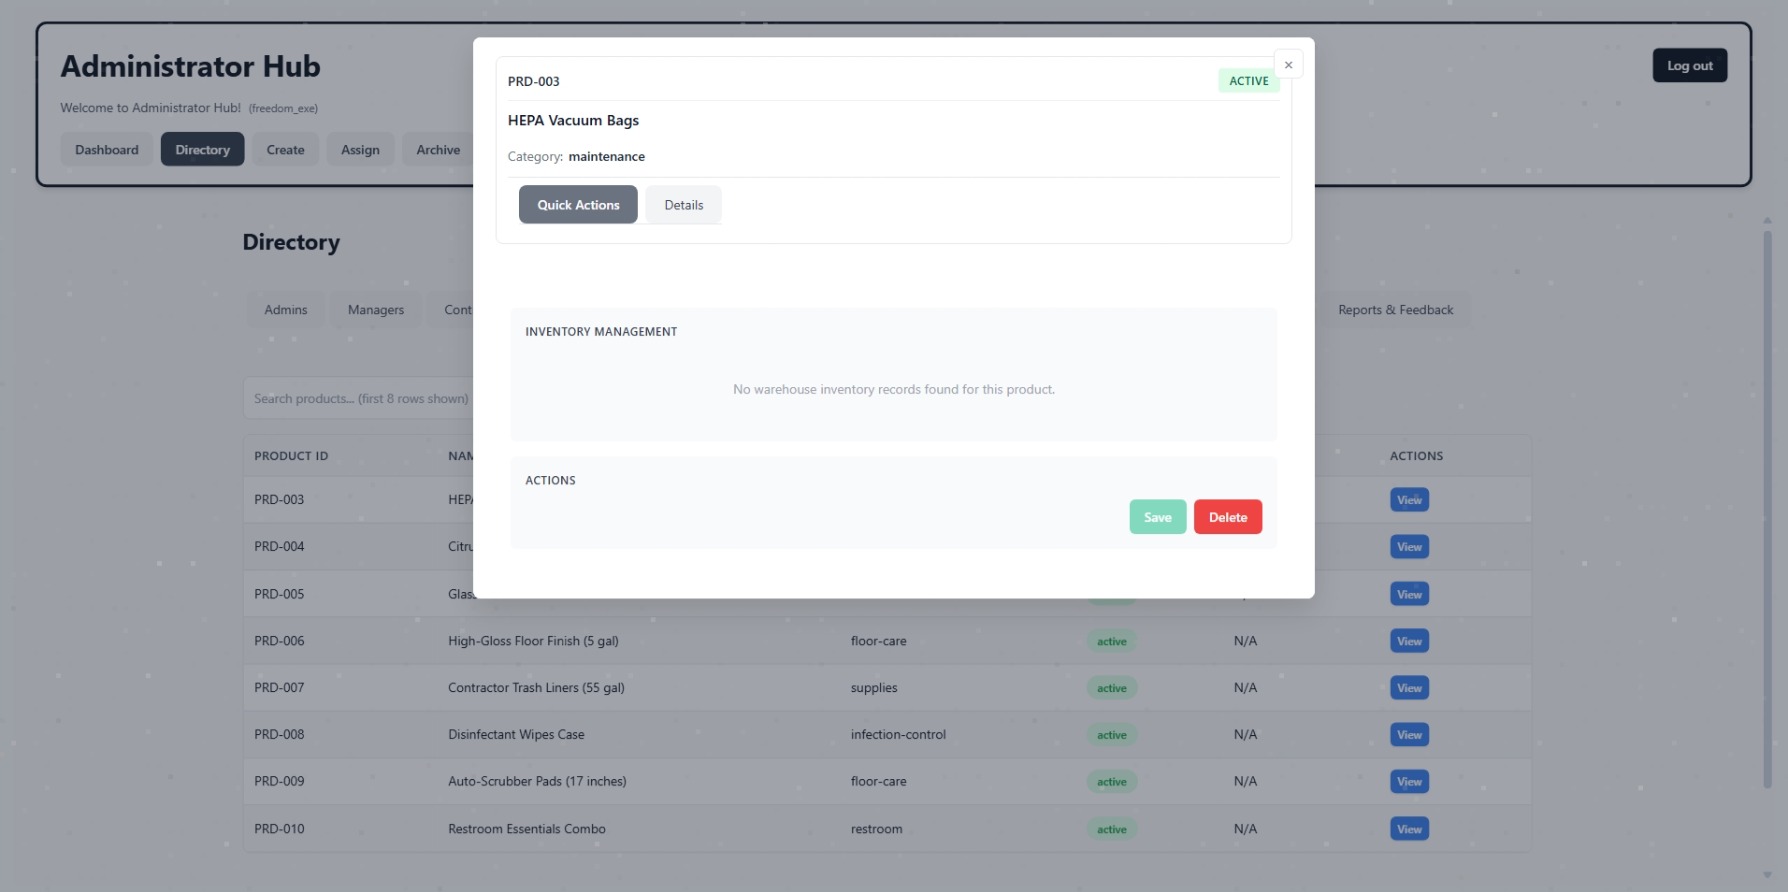 Administrator Hub
Log out
Welcome to Administrator Hub! (freedom_exe)
Dashboard
Directory
Create
Assign
Archive
PRD-003
ACTIVE
×
HEPA Vacuum Bags
Category: maintenance
Quick Actions
Details
Directory
Admins
Managers
Cont
Reports & Feedback
INVENTORY MANAGEMENT
No warehouse inventory records found for this product.
Search products... (first 8 rows shown)
ACTIONS
Save
Delete
PRODUCT ID NAM ACTIONS
PRD-003 HEPA View
PRD-004 Citru View
PRD-005 Glas View
PRD-006 High-Gloss Floor Finish (5 gal) floor-care active N/A View
PRD-007 Contractor Trash Liners (55 gal) supplies active N/A View
PRD-008 Disinfectant Wipes Case infection-control active N/A View
PRD-009 Auto-Scrubber Pads (17 inches) floor-care active N/A View
PRD-010 Restroom Essentials Combo restroom active N/A View